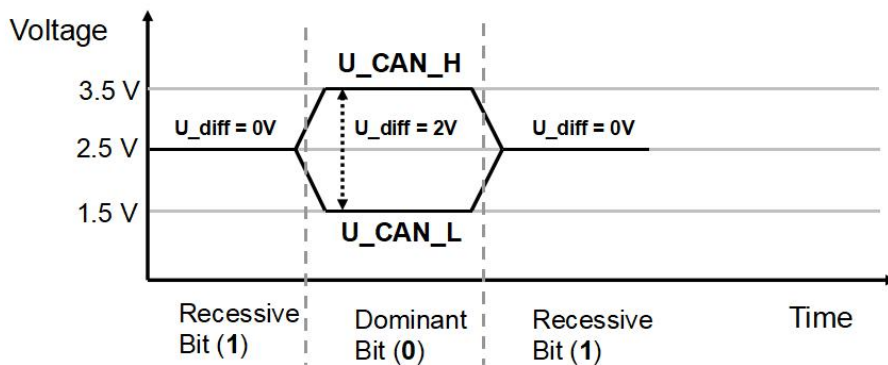 Voltage
U_CAN_H
3.5 V
U_diff = 0V
U_diff = 2V
U_diff = 0V
2.5 V
1.5 V
U_CAN_L
Recessive
Bit (1)
Dominant
Bit (0)
Recessive
Bit (1)
Time